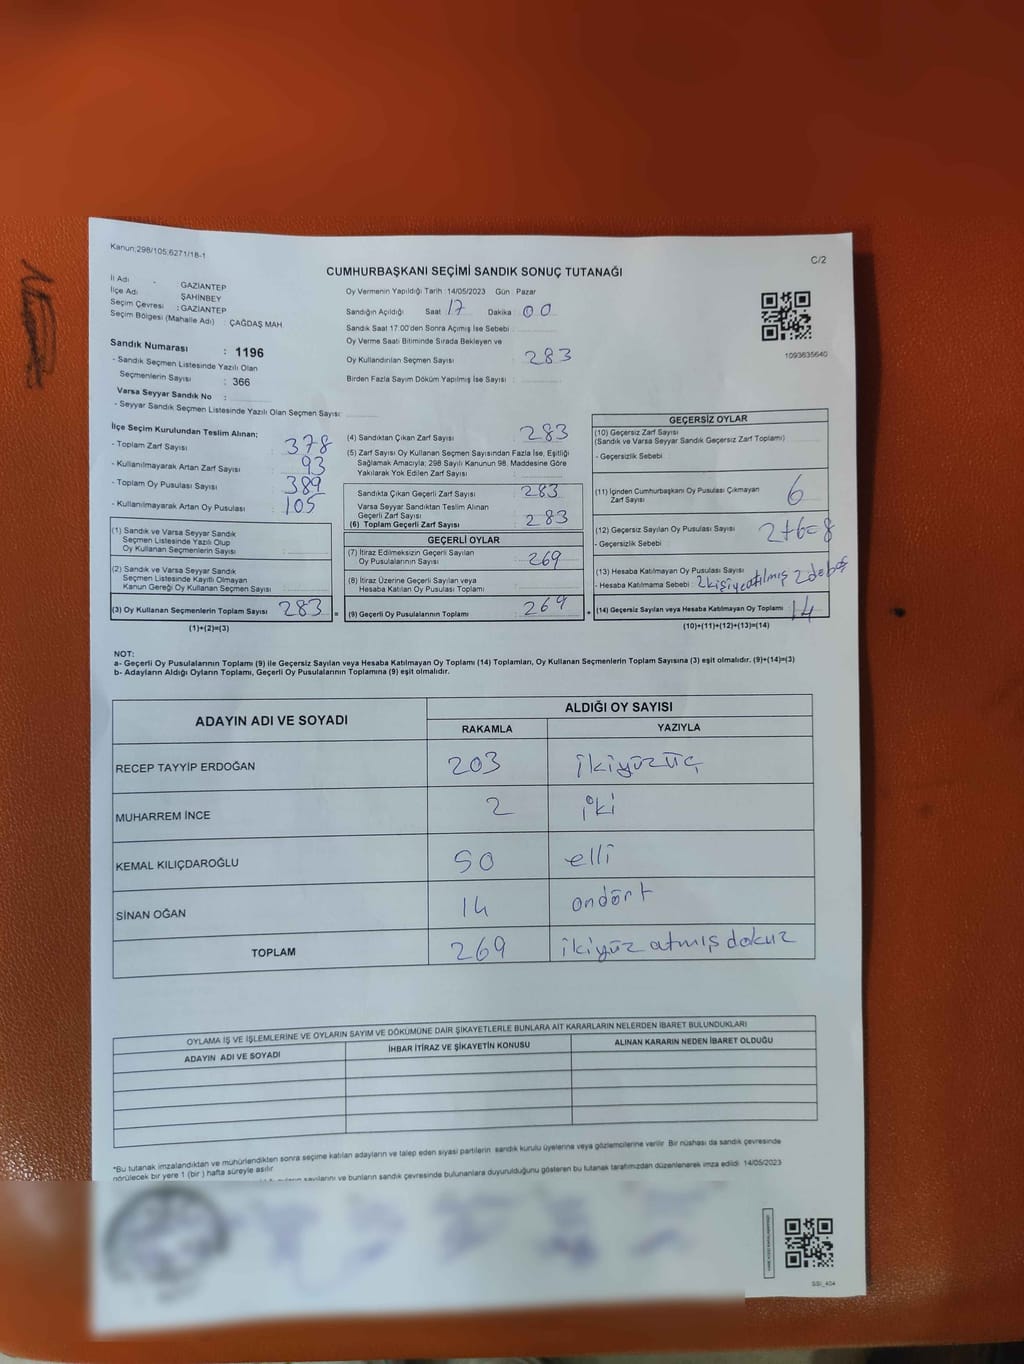 Kanun:298/105;6271/18-1
C/2
CUMHURBAŞKANI SEÇİMİ SANDIK SONUÇ TUTANAĞI
İl Adı : GAZİANTEP
İlçe Adı : ŞAHİNBEY
Seçim Çevresi : GAZİANTEP
Seçim Bölgesi (Mahalle Adı) : ÇAĞDAŞ MAH.
Sandık Numarası : 1196
- Sandık Seçmen Listesinde Yazılı Olan
Seçmenlerin Sayısı : 366
Varsa Seyyar Sandık No :
- Seyyar Sandık Seçmen Listesinde Yazılı Olan Seçmen Sayısı:
Oy Vermenin Yapıldığı Tarih : 14/05/2023 Gün : Pazar
Sandığın Açıldığı Saat 17 Dakika : 00
Sandık Saat 17:00'den Sonra Açımış İse Sebebi :
Oy Verme Saati Bitiminde Sırada Bekleyen ve
Oy Kullandırılan Seçmen Sayısı : 283
Birden Fazla Sayım Döküm Yapılmış İse Sayısı :
1093635640
İlçe Seçim Kurulundan Teslim Alınan;
- Toplam Zarf Sayısı : 378
- Kullanılmayarak Artan Zarf Sayısı : 93
- Toplam Oy Pusulası Sayısı : 389
- Kullanılmayarak Artan Oy Pusulası : 105
(1) Sandık ve Varsa Seyyar Sandık
Seçmen Listesinde Yazılı Olup
Oy Kullanan Seçmenlerin Sayısı :
(2) Sandık ve Varsa Seyyar Sandık
Seçmen Listesinde Kayıtlı Olmayan
Kanun Gereği Oy Kullanan Seçmen Sayısı :
(3) Oy Kullanan Seçmenlerin Toplam Sayısı : 283 =
(1)+(2)=(3)
(4) Sandıktan Çıkan Zarf Sayısı : 283
(5) Zarf Sayısı Oy Kullanan Seçmen Sayısından Fazla İse, Eşitliği
Sağlamak Amacıyla; 298 Sayılı Kanunun 98. Maddesine Göre
Yakılarak Yok Edilen Zarf Sayısı :
Sandıkta Çıkan Geçerli Zarf Sayısı : 283
Varsa Seyyar Sandıktan Teslim Alınan
Geçerli Zarf Sayısı :
(6) Toplam Geçerli Zarf Sayısı : 283
GEÇERLİ OYLAR
(7) İtiraz Edilmeksizin Geçerli Sayılan
Oy Pusulalarının Sayısı : 269
(8) İtiraz Üzerine Geçerli Sayılan veya
Hesaba Katılan Oy Pusulası Toplamı :
(9) Geçerli Oy Pusulalarının Toplamı : 269 +
GEÇERSİZ OYLAR
(10) Geçersiz Zarf Sayısı
(Sandık ve Varsa Seyyar Sandık Geçersiz Zarf Toplamı) :
- Geçersizlik Sebebi :
(11) İçinden Cumhurbaşkanı Oy Pusulası Çıkmayan
Zarf Sayısı : 6
(12) Geçersiz Sayılan Oy Pusulası Sayısı : 2+6=8
- Geçersizlik Sebebi :
(13) Hesaba Katılmayan Oy Pusulası Sayısı :
- Hesaba Katılmama Sebebi : 2 kişiye atılmış 2 de boş
(14) Geçersiz Sayılan veya Hesaba Katılmayan Oy Toplamı : 14
(10)+(11)+(12)+(13)=(14)
NOT:
a- Geçerli Oy Pusulalarının Toplamı (9) ile Geçersiz Sayılan veya Hesaba Katılmayan Oy Toplamı (14) Toplamları, Oy Kullanan Seçmenlerin Toplam Sayısına (3) eşit olmalıdır. (9)+(14)=(3)
b- Adayların Aldığı Oyların Toplamı, Geçerli Oy Pusulalarının Toplamına (9) eşit olmalıdır.
ADAYIN ADI VE SOYADI ALDIĞI OY SAYISI
RAKAMLA YAZIYLA
RECEP TAYYİP ERDOĞAN 203 ikiyüzüç
MUHARREM İNCE 2 iki
KEMAL KILIÇDAROĞLU 50 elli
SİNAN OĞAN 14 ondört
TOPLAM 269 ikiyüz atmış dokuz
OYLAMA İŞ VE İŞLEMLERİNE VE OYLARIN SAYIM VE DÖKÜMÜNE DAİR ŞİKAYETLERLE BUNLARA AİT KARARLARIN NELERDEN İBARET BULUNDUKLARI
ADAYIN ADI VE SOYADI İHBAR İTİRAZ VE ŞİKAYETİN KONUSU ALINAN KARARIN NEDEN İBARET OLDUĞU
*Bu tutanak imzalandıktan ve mühürlendikten sonra seçime katılan adayların ve talep eden siyasi partilerin sandık kurulu üyelerine veya gözlemcilerine verilir. Bir nüshası da sandık çevresinde
görülecek bir yere 1 (bir ) hafta süreyle asılır.
sayılarını ve bunların sandık çevresinde bulunanlara duyurulduğunu gösteren bu tutanak tarafımızdan düzenlenerek imza edildi. 14/05/2023
SSİ_404